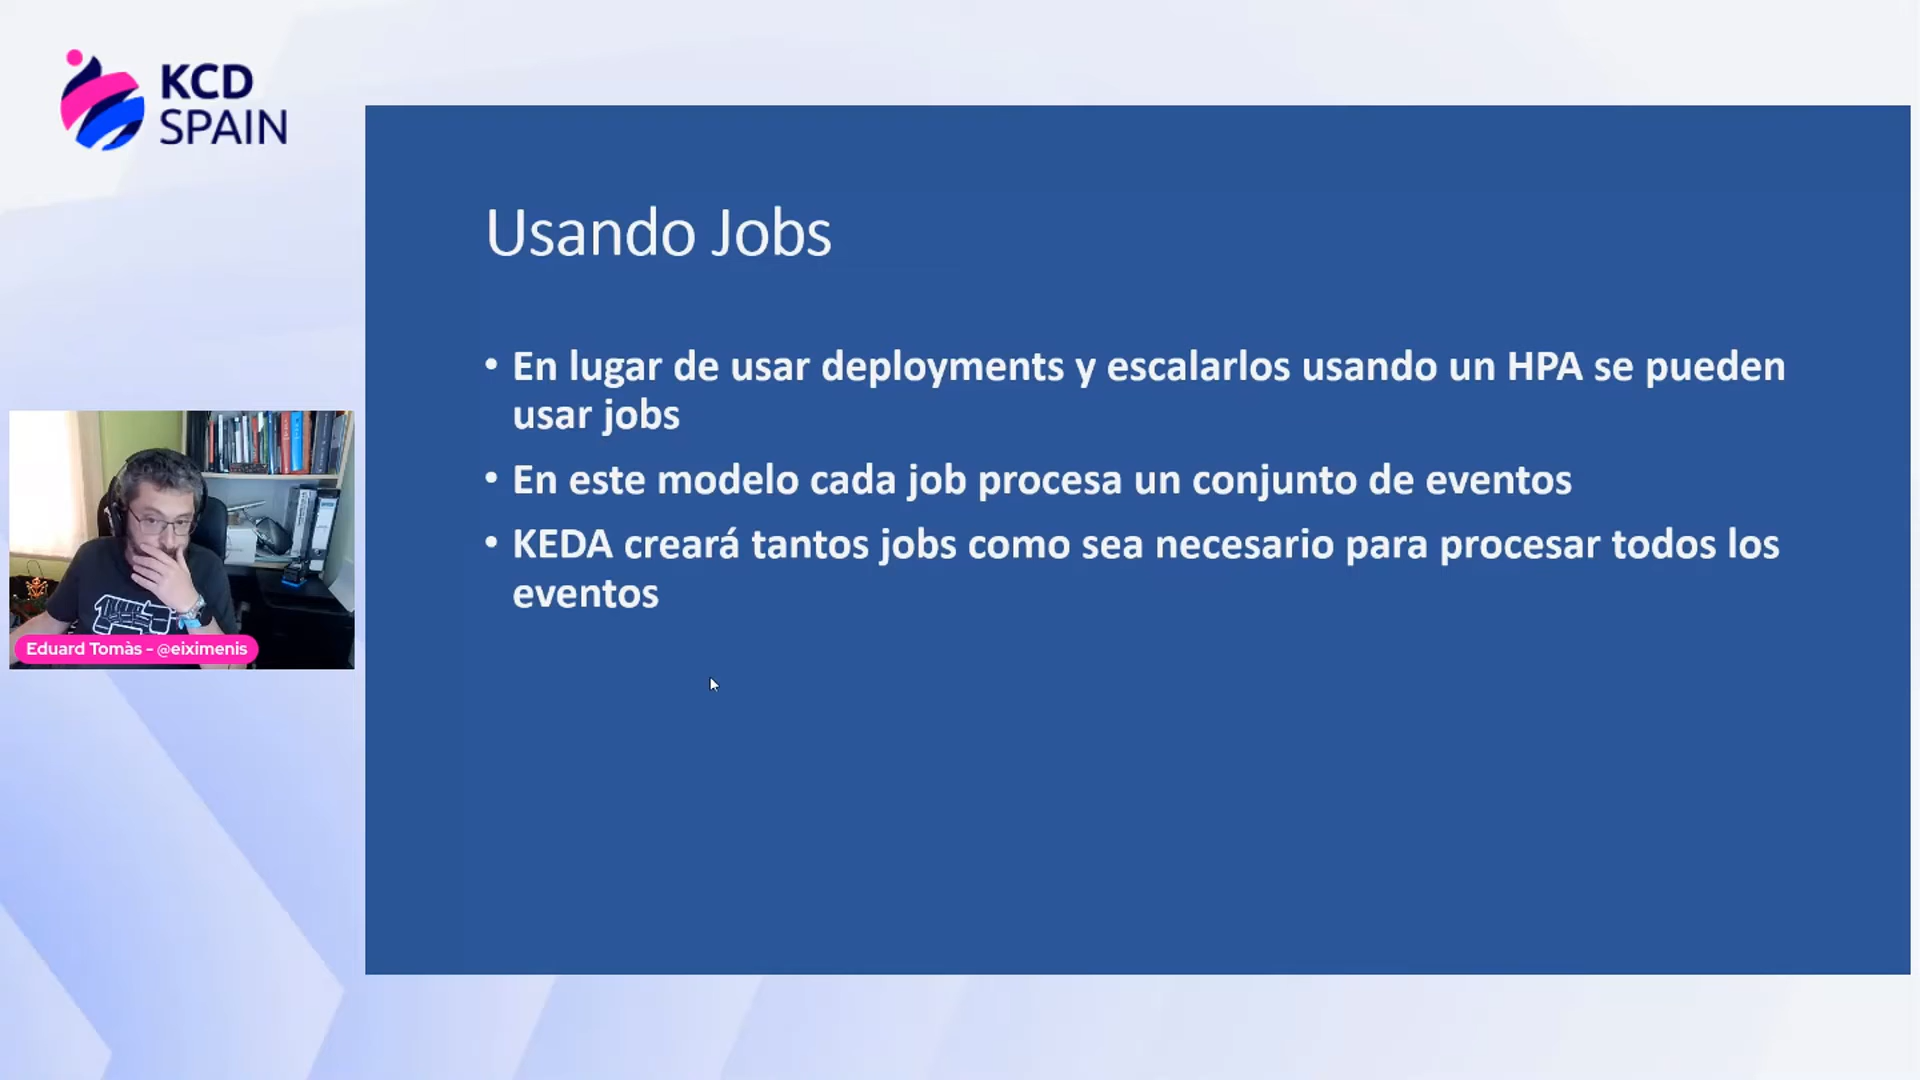 KCD
SPAIN
Usando Jobs
• En lugar de usar deployments y escalarlos usando un HPA se pueden
usar jobs
• En este modelo cada job procesa un conjunto de eventos
• KEDA creará tantos jobs como sea necesario para procesar todos los
eventos
Eduard Tomàs - @eiximenis